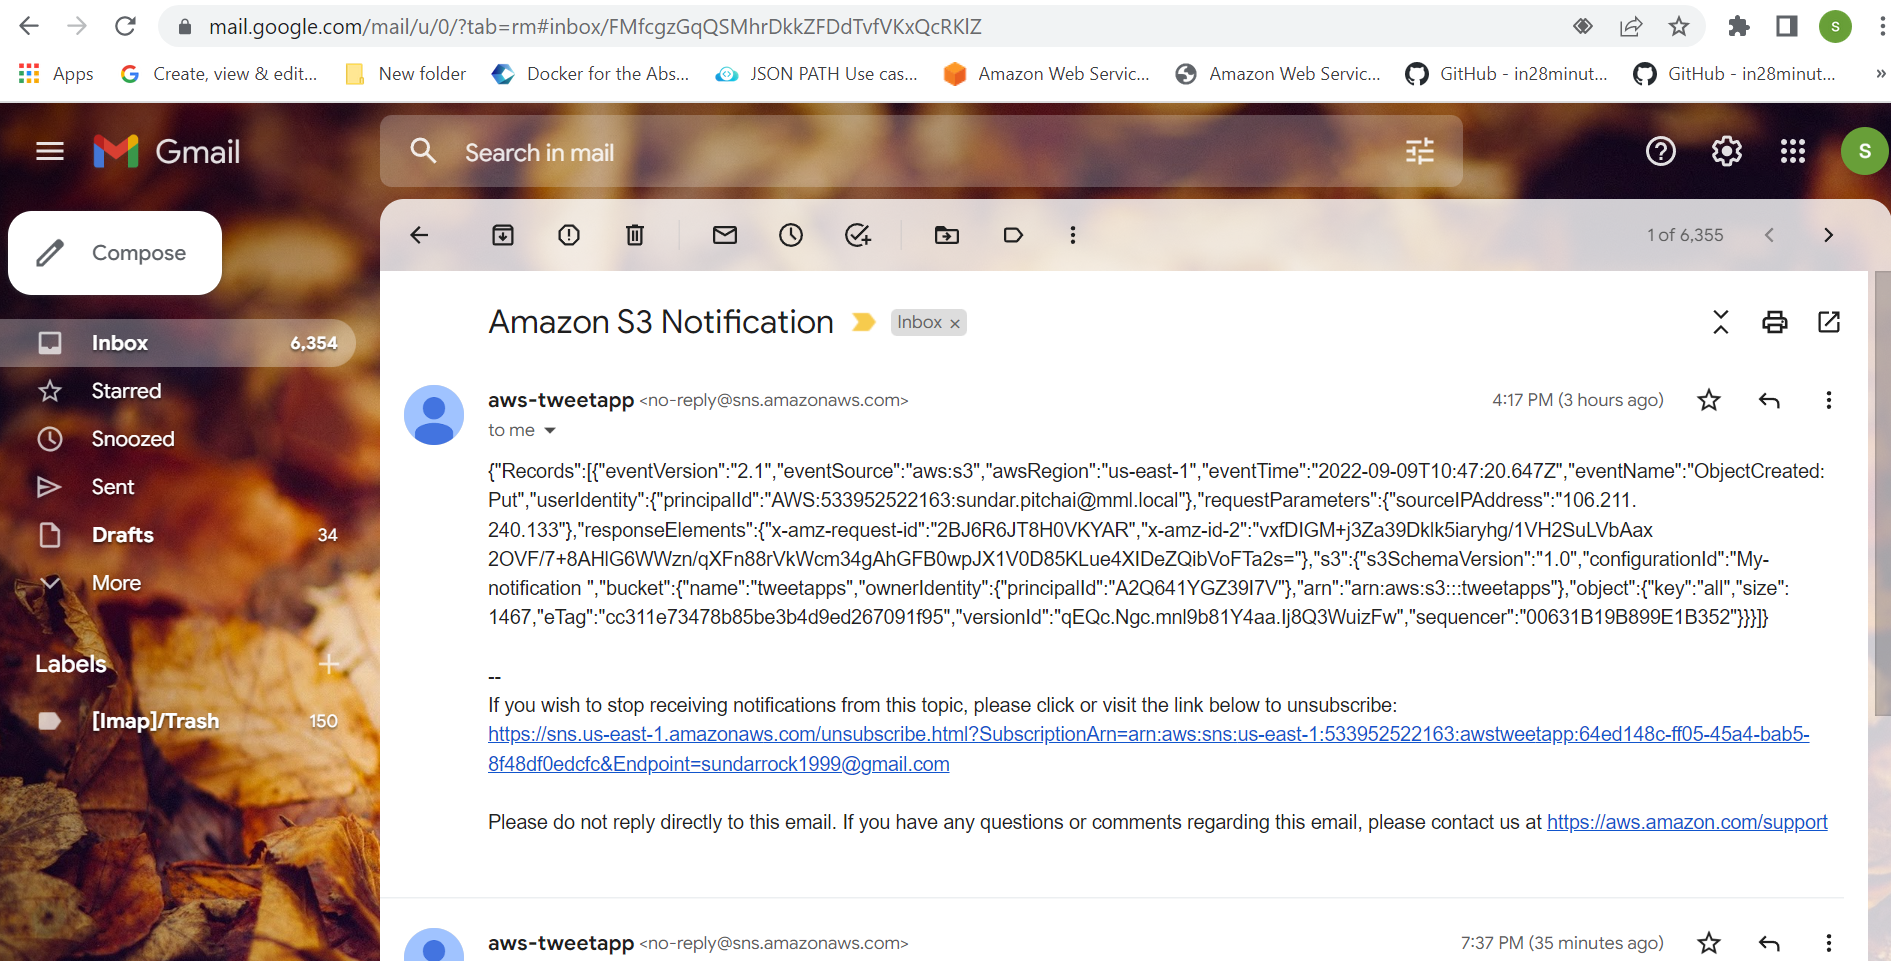 mail.google.com/mail/u/0/?tab=rm#inbox/FMfcgzGqQSMhrDkkZFDdTvfVKxQcRKlZ
S
Apps
Create, view & edit...
New folder
Docker for the Abs...
JSON PATH Use cas...
Amazon Web Servic...
Amazon Web Servic...
GitHub - in28minut...
GitHub - in28minut...
»
Gmail
Search in mail
S
Compose
1 of 6,355
Inbox 6,354
Starred
Snoozed
Sent
Drafts 34
More
Labels
[Imap]/Trash 150
Amazon S3 Notification
Inbox ×
aws-tweetapp <no-reply@sns.amazonaws.com> 4:17 PM (3 hours ago)
to me
{"Records":[{"eventVersion":"2.1","eventSource":"aws:s3","awsRegion":"us-east-1","eventTime":"2022-09-09T10:47:20.647Z","eventName":"ObjectCreated:
Put","userIdentity":{"principalId":"AWS:533952522163:sundar.pitchai@mml.local"},"requestParameters":{"sourceIPAddress":"106.211.
240.133"},"responseElements":{"x-amz-request-id":"2BJ6R6JT8H0VKYAR","x-amz-id-2":"vxfDIGM+j3Za39Dklk5iaryhg/1VH2SuLVbAax
2OVF/7+8AHlG6WWzn/qXFn88rVkWcm34gAhGFB0wpJX1V0D85KLue4XIDeZQibVoFTa2s="},"s3":{"s3SchemaVersion":"1.0","configurationId":"My-
notification ","bucket":{"name":"tweetapps","ownerIdentity":{"principalId":"A2Q641YGZ39I7V"},"arn":"arn:aws:s3:::tweetapps"},"object":{"key":"all","size":
1467,"eTag":"cc311e73478b85be3b4d9ed267091f95","versionId":"qEQc.Ngc.mnl9b81Y4aa.Ij8Q3WuizFw","sequencer":"00631B19B899E1B352"}}}]}
--
If you wish to stop receiving notifications from this topic, please click or visit the link below to unsubscribe:
https://sns.us-east-1.amazonaws.com/unsubscribe.html?SubscriptionArn=arn:aws:sns:us-east-1:533952522163:awstweetapp:64ed148c-ff05-45a4-bab5-
8f48df0edcfc&Endpoint=sundarrock1999@gmail.com
Please do not reply directly to this email. If you have any questions or comments regarding this email, please contact us at https://aws.amazon.com/support
aws-tweetapp <no-reply@sns.amazonaws.com> 7:37 PM (35 minutes ago)